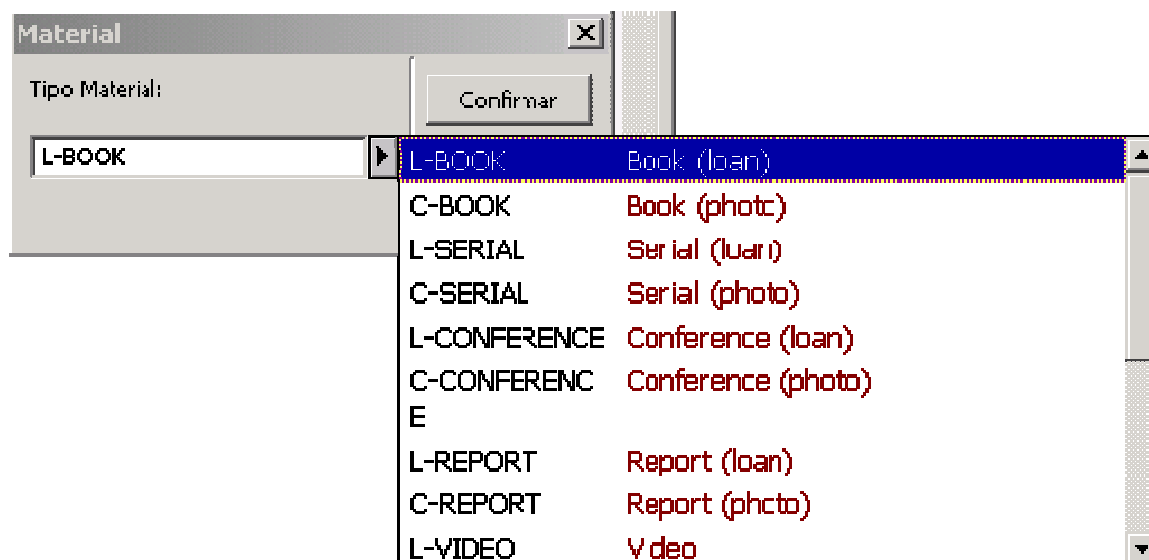 Material
Tipo Material:
Confirmar
L-BOOK
L-BOOK Book (loan)
C-BOOK Book (photo)
L-SERIAL Serial (loan)
C-SERIAL Serial (photo)
L-CONFERENCE Conference (loan)
C-CONFERENC Conference (photo)
E
L-REPORT Report (loan)
C-REPORT Report (photo)
L-VIDEO Video